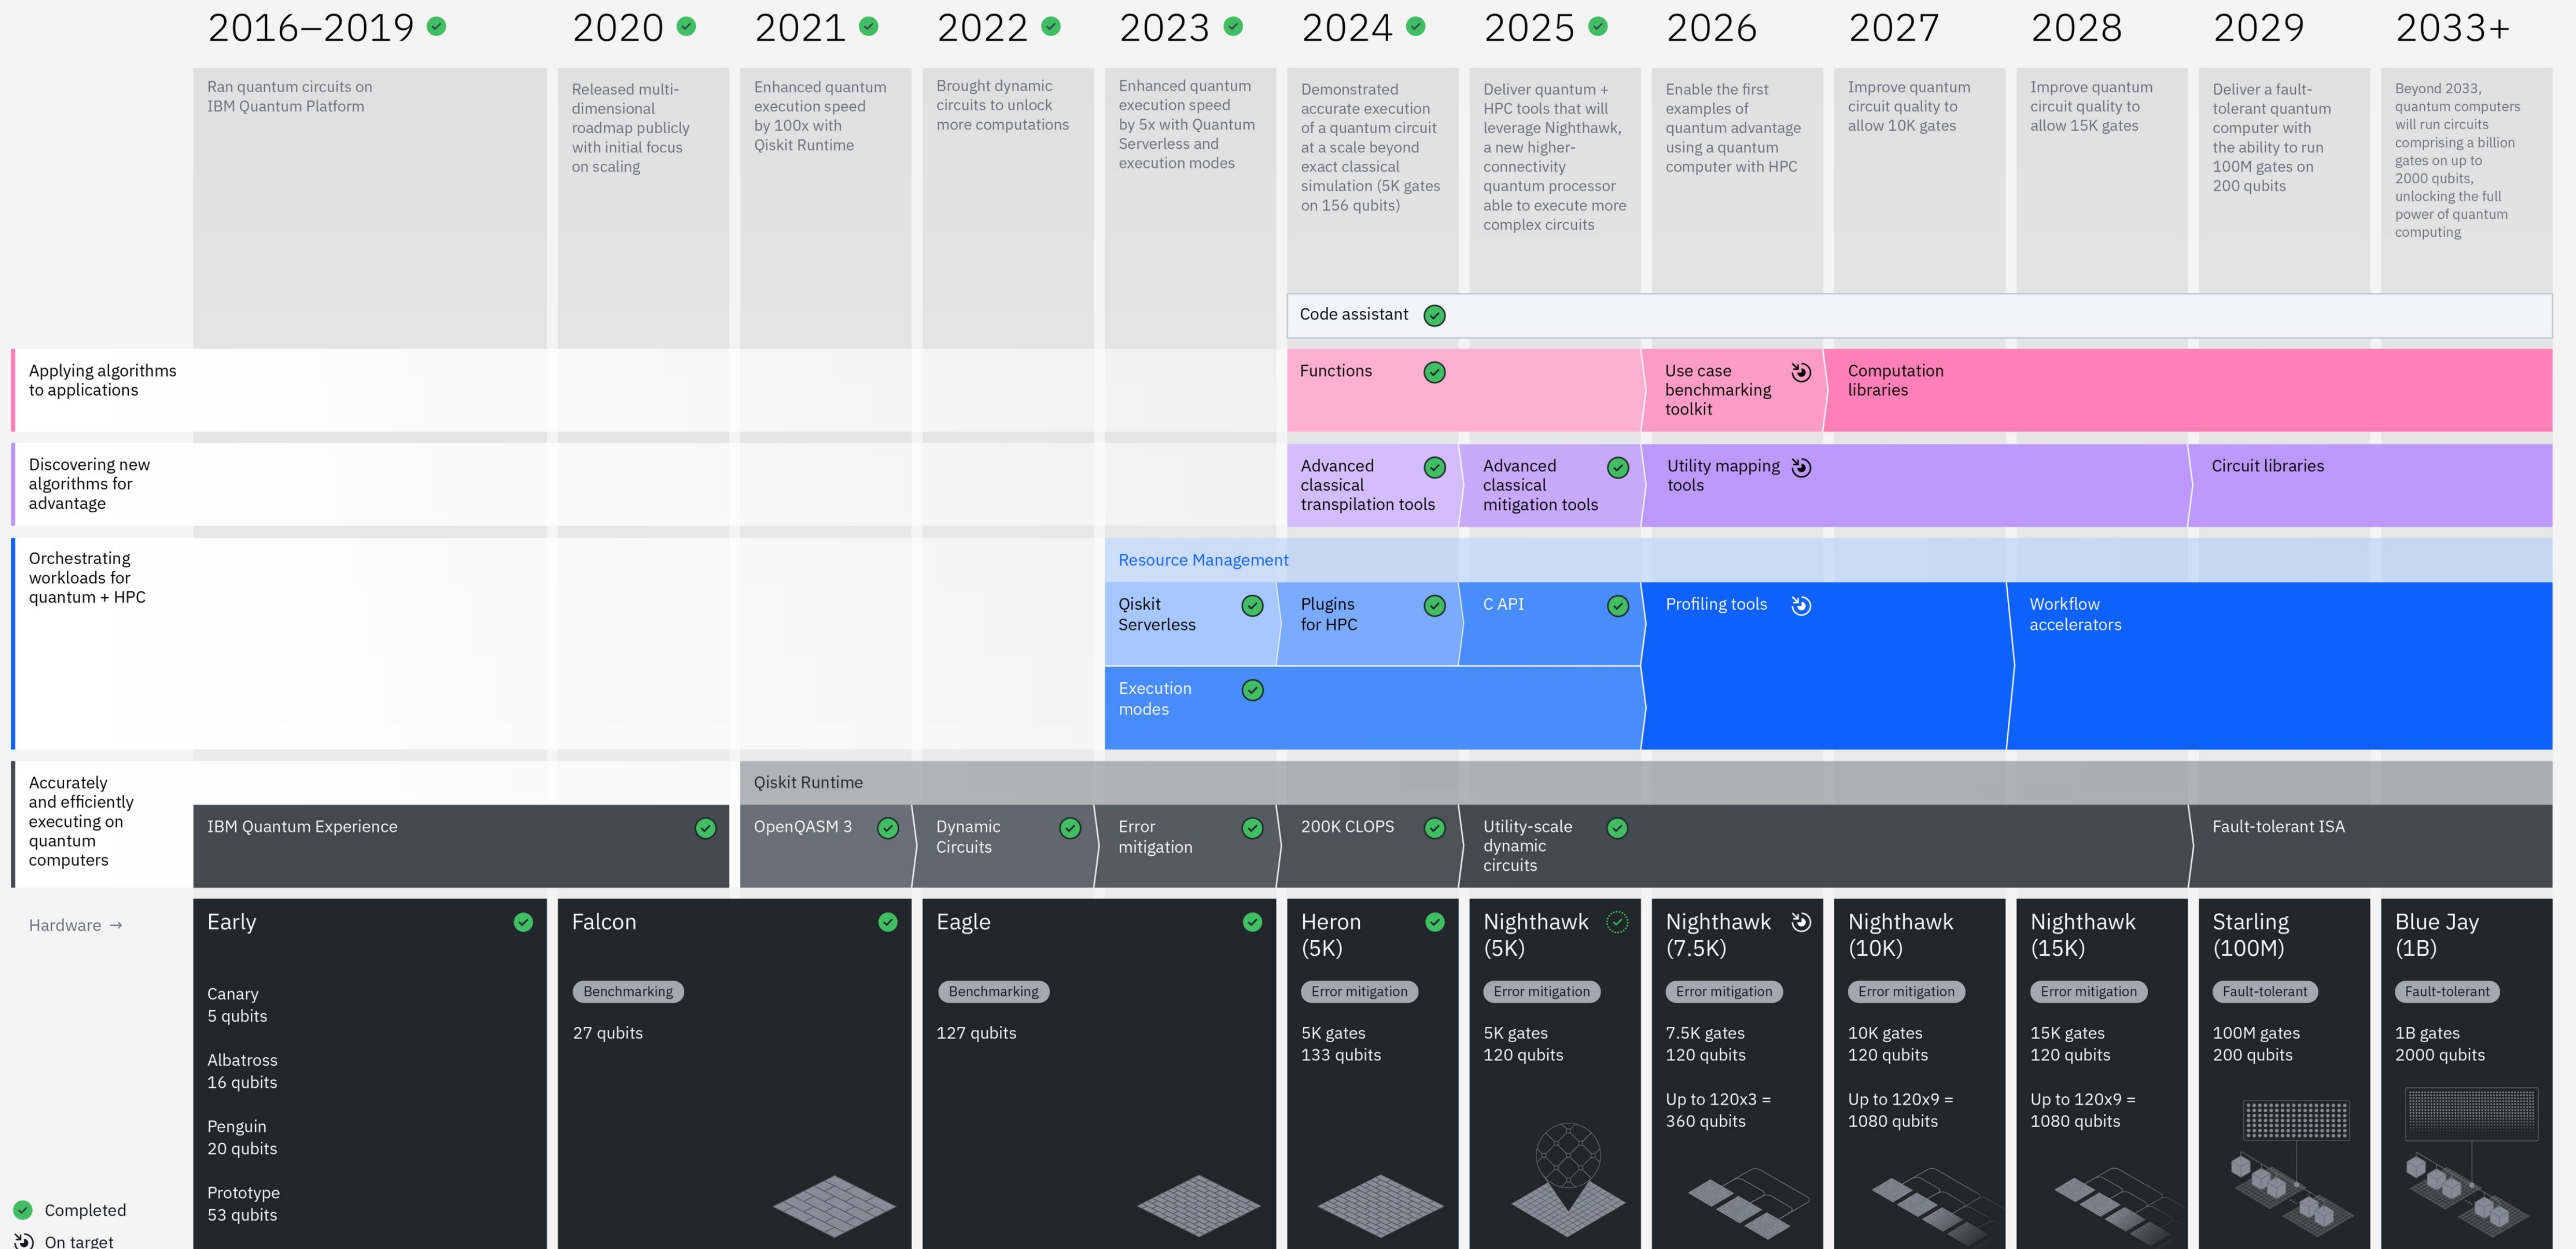 2016–2019
2020
2021
2022
2023
2024
2025
2026
2027
2028
2029
2033+
Ran quantum circuits on
IBM Quantum Platform
Released multi-
dimensional
roadmap publicly
with initial focus
on scaling
Enhanced quantum
execution speed
by 100x with
Qiskit Runtime
Brought dynamic
circuits to unlock
more computations
Enhanced quantum
execution speed
by 5x with Quantum
Serverless and
execution modes
Demonstrated
accurate execution
of a quantum circuit
at a scale beyond
exact classical
simulation (5K gates
on 156 qubits)
Deliver quantum +
HPC tools that will
leverage Nighthawk,
a new higher-
connectivity
quantum processor
able to execute more
complex circuits
Enable the first
examples of
quantum advantage
using a quantum
computer with HPC
Improve quantum
circuit quality to
allow 10K gates
Improve quantum
circuit quality to
allow 15K gates
Deliver a fault-
tolerant quantum
computer with
the ability to run
100M gates on
200 qubits
Beyond 2033,
quantum computers
will run circuits
comprising a billion
gates on up to
2000 qubits,
unlocking the full
power of quantum
computing
Code assistant
Applying algorithms
to applications
Functions
Use case
benchmarking
toolkit
Computation
libraries
Discovering new
algorithms for
advantage
Advanced
classical
transpilation tools
Advanced
classical
mitigation tools
Utility mapping
tools
Circuit libraries
Orchestrating
workloads for
quantum + HPC
Resource Management
Qiskit
Serverless
Plugins
for HPC
C API
Profiling tools
Workflow
accelerators
Execution
modes
Accurately
and efficiently
executing on
quantum
computers
Qiskit Runtime
IBM Quantum Experience
OpenQASM 3
Dynamic
Circuits
Error
mitigation
200K CLOPS
Utility-scale
dynamic
circuits
Fault-tolerant ISA
Hardware →
Early
Canary
5 qubits
Albatross
16 qubits
Penguin
20 qubits
Prototype
53 qubits
Falcon
Benchmarking
27 qubits
Eagle
Benchmarking
127 qubits
Heron
(5K)
Error mitigation
5K gates
133 qubits
Nighthawk
(5K)
Error mitigation
5K gates
120 qubits
Nighthawk
(7.5K)
Error mitigation
7.5K gates
120 qubits
Up to 120x3 =
360 qubits
Nighthawk
(10K)
Error mitigation
10K gates
120 qubits
Up to 120x9 =
1080 qubits
Nighthawk
(15K)
Error mitigation
15K gates
120 qubits
Up to 120x9 =
1080 qubits
Starling
(100M)
Fault-tolerant
100M gates
200 qubits
Blue Jay
(1B)
Fault-tolerant
1B gates
2000 qubits
Completed
On target